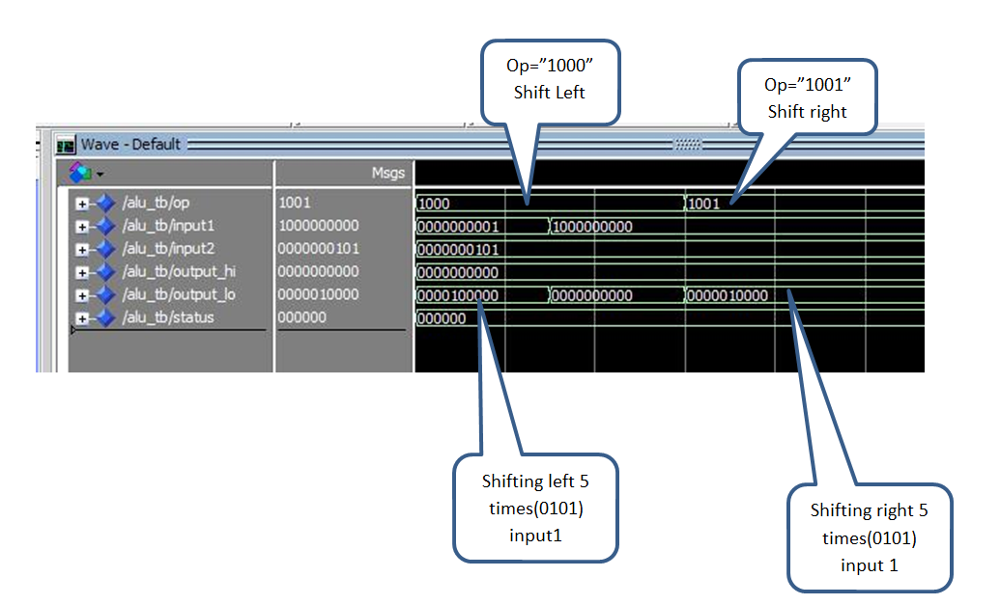 Op=”1000”
Shift Left
Op=”1001”
Shift right
Wave - Default
Msgs
/alu_tb/op 1001 1000 1001
/alu_tb/input1 1000000000 0000000001 1000000000
/alu_tb/input2 0000000101 0000000101
/alu_tb/output_hi 0000000000 0000000000
/alu_tb/output_lo 0000010000 0000100000 0000000000 0000010000
/alu_tb/status 000000 000000
Shifting left 5
times(0101)
input1
Shifting right 5
times(0101)
input 1